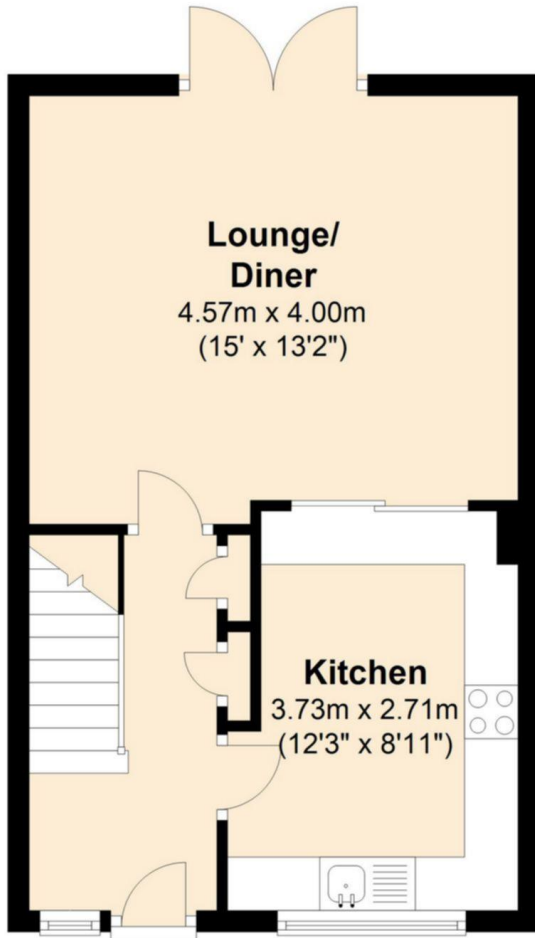 Lounge/
Diner
4.57m x 4.00m
(15' x 13'2")
Kitchen
3.73m x 2.71m
(12'3" x 8'11")